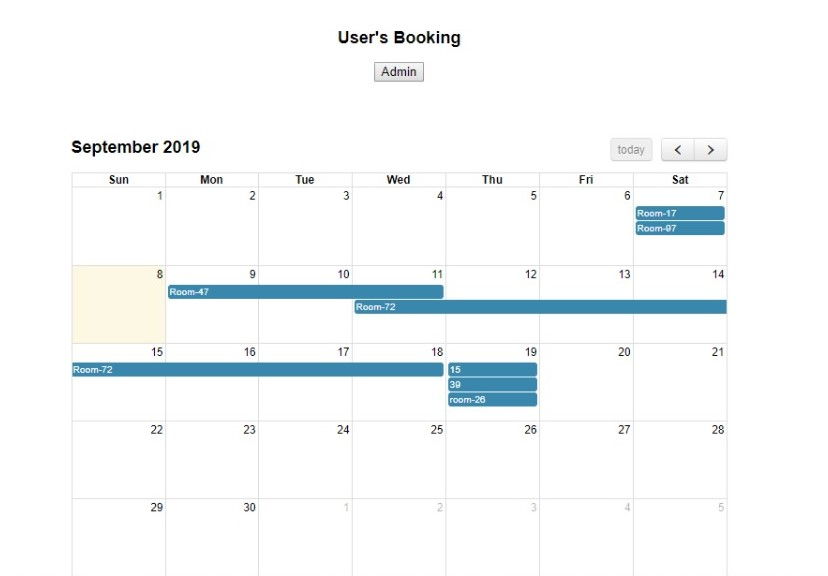 User's Booking
Admin
September 2019
today
Sun Mon Tue Wed Thu Fri Sat
1 2 3 4 5 6 7
Room-17
Room-97
8 9 10 11 12 13 14
Room-47
Room-72
15 16 17 18 19 20 21
Room-72 15
39
room-26
22 23 24 25 26 27 28
29 30 1 2 3 4 5